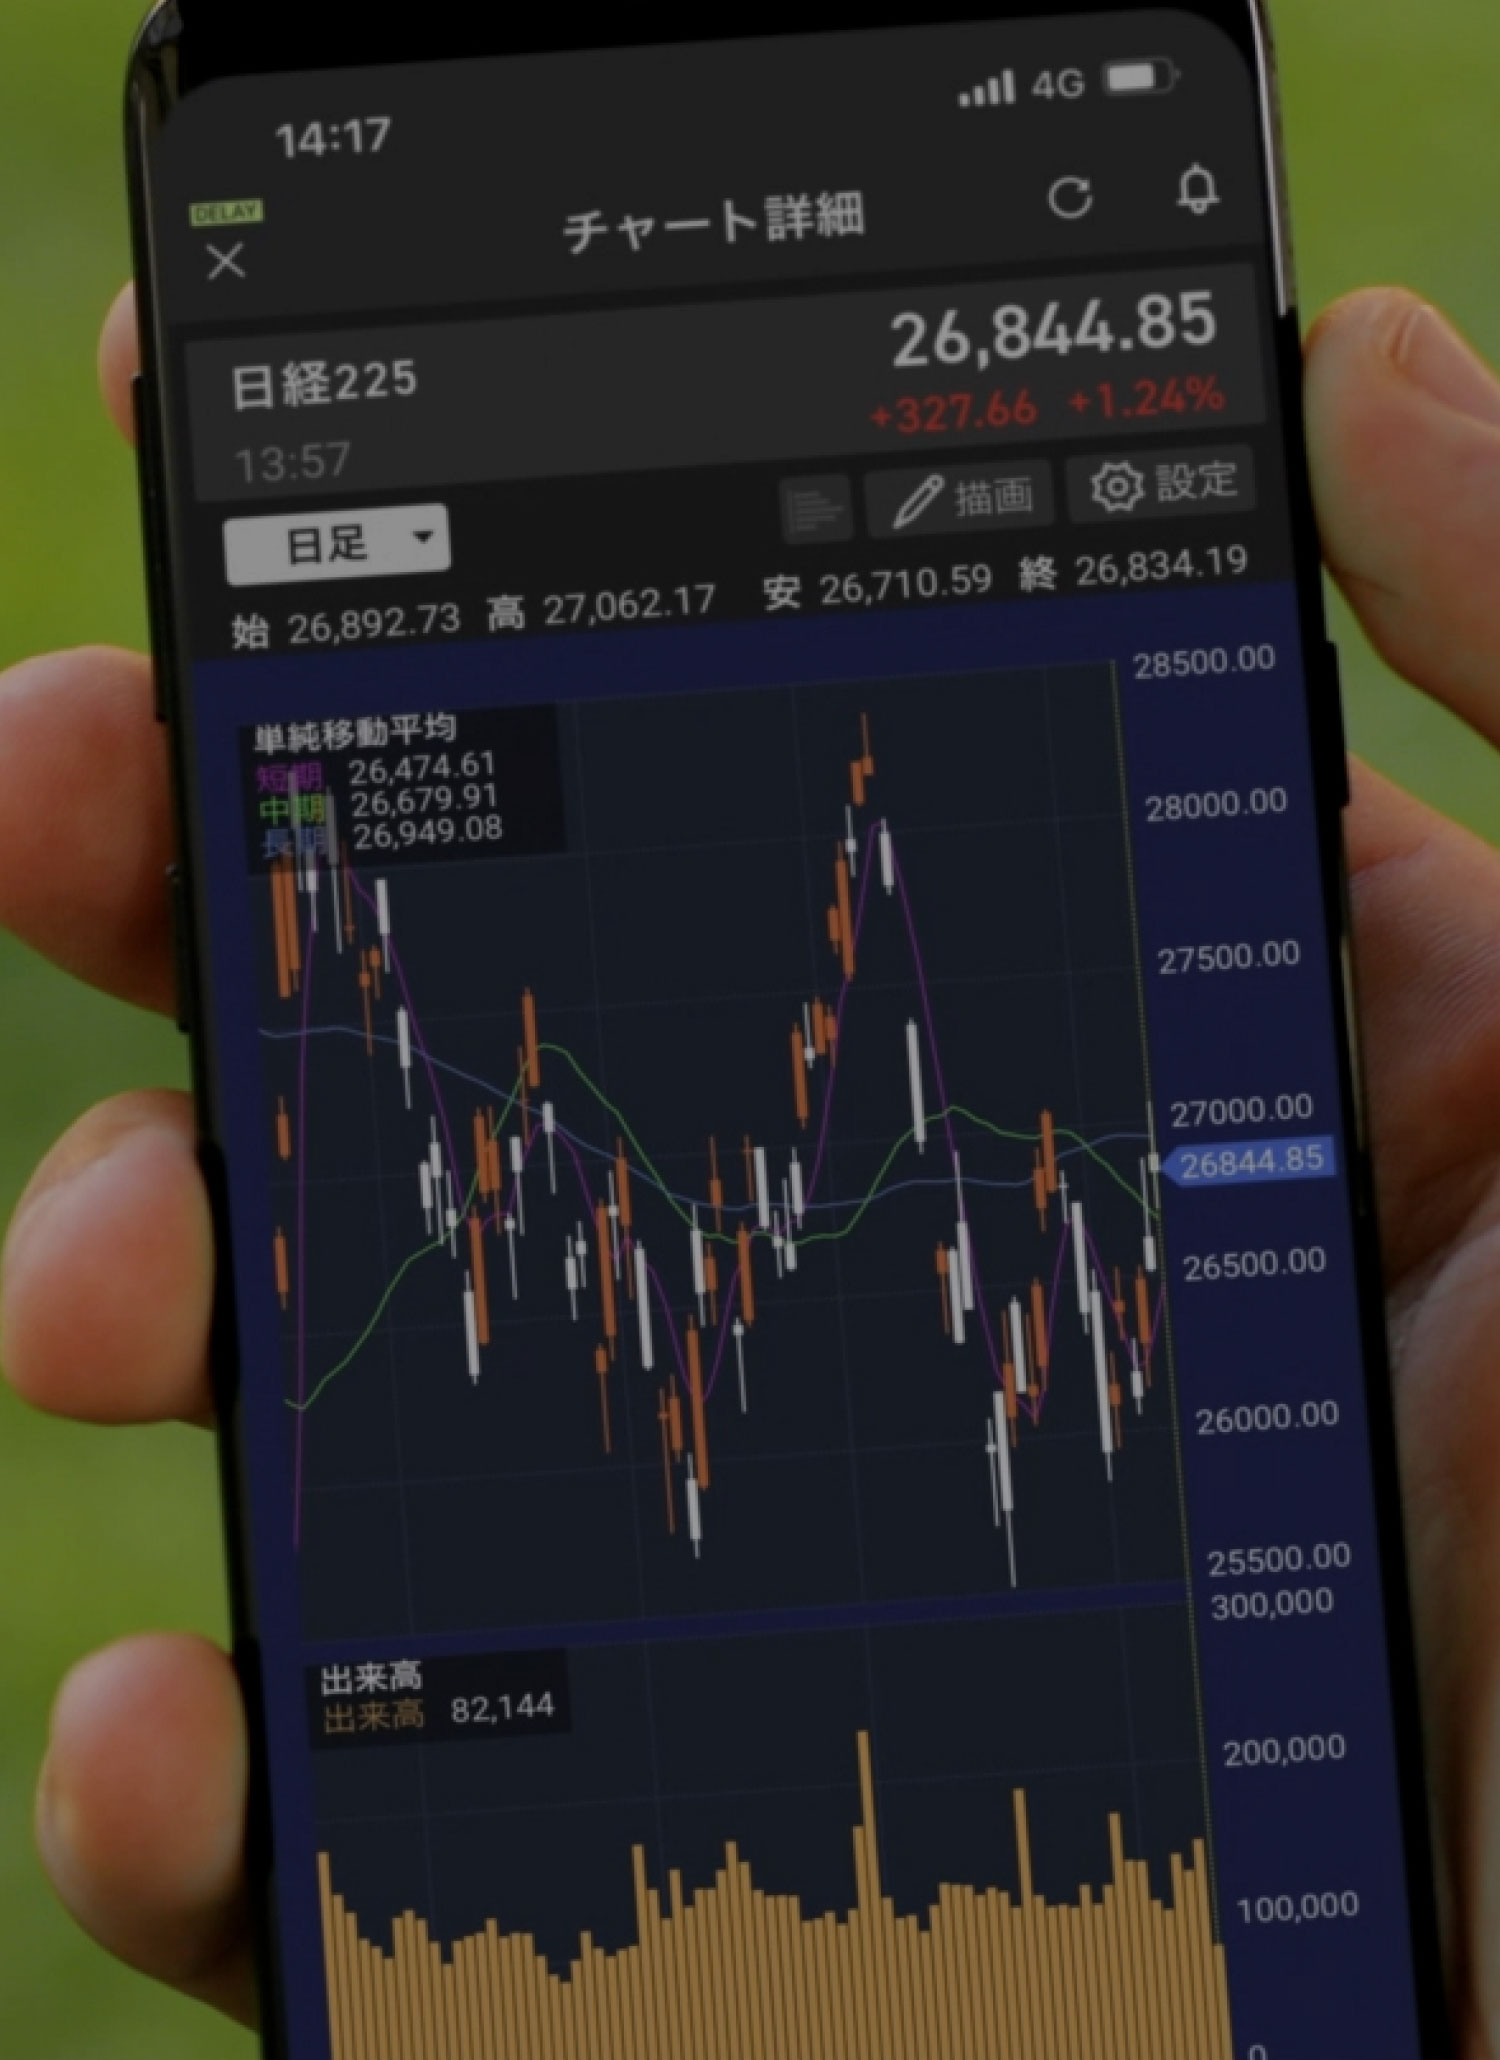 14:17 4G
DELAY
チャート詳細
日経225 26,844.85
+327.66 +1.24%
13:57
日足 描画 設定
始 26,892.73 高 27,062.17 安 26,710.59 終 26,834.19
28500.00
単純移動平均
短期 26,474.61
中期 26,679.91
長期 26,949.08
28000.00
27500.00
27000.00
26844.85
26500.00
26000.00
25500.00
300,000
出来高
出来高 82,144
200,000
100,000
0